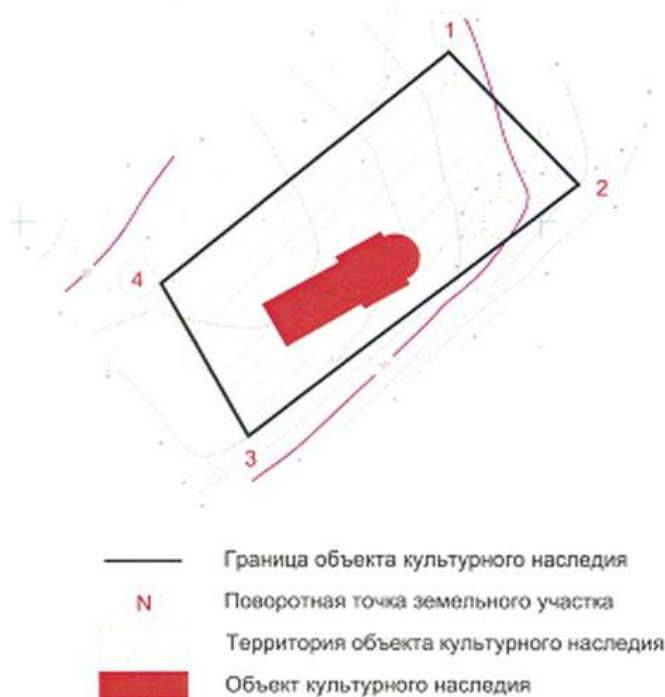 1
2
4
3
Граница объекта культурного наследия
N Поворотная точка земельного участка
Территория объекта культурного наследия
Объект культурного наследия